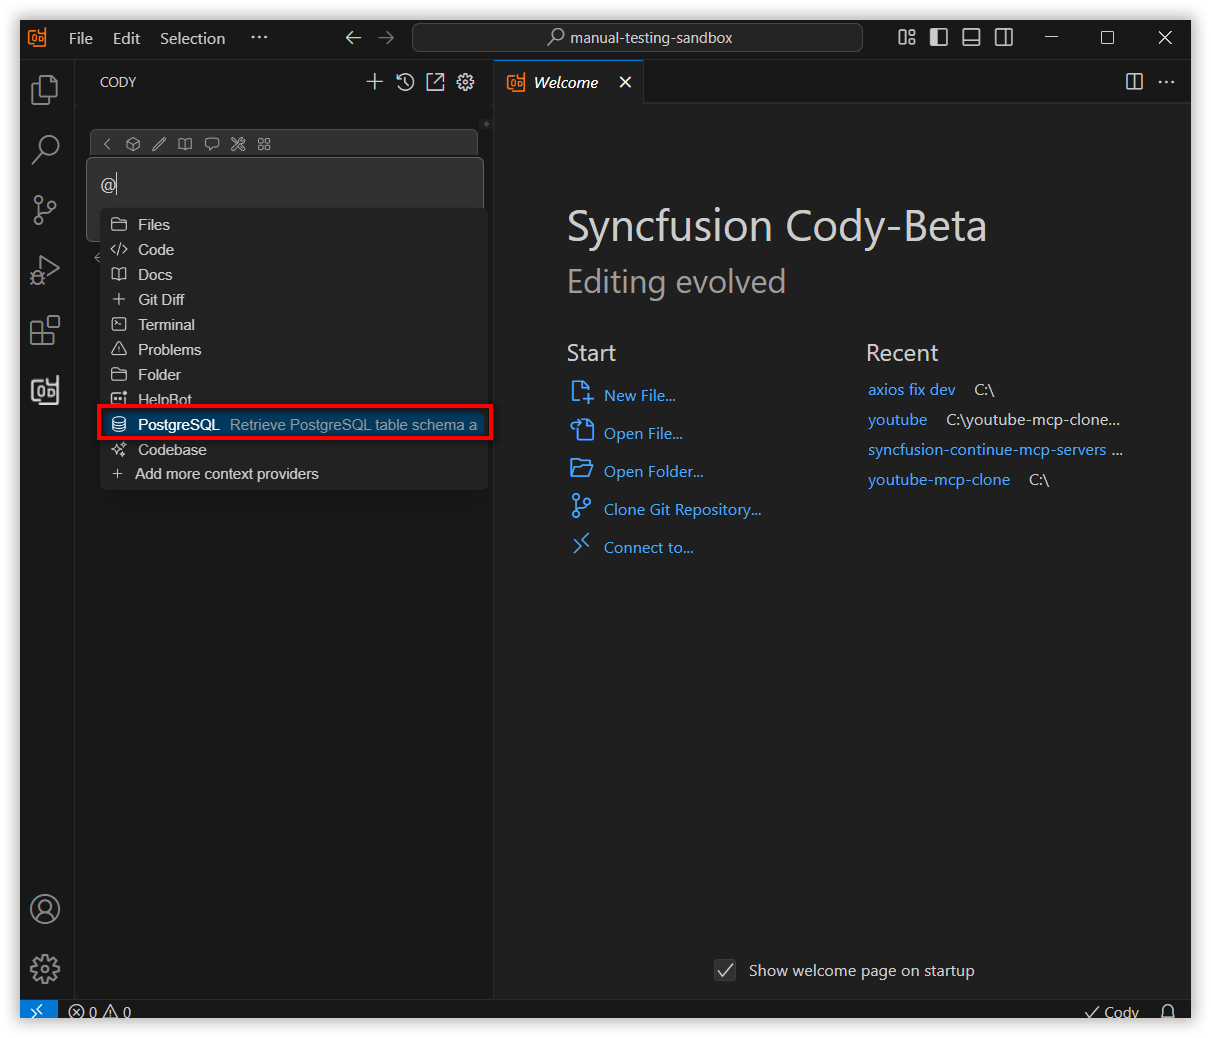 File Edit Selection ···
manual-testing-sandbox
CODY
Welcome
@
Files
Code
Docs
Git Diff
Terminal
Problems
Folder
HelpBot
PostgreSQL Retrieve PostgreSQL table schema a
Codebase
+ Add more context providers
Syncfusion Cody-Beta
Editing evolved
Start
New File...
Open File...
Open Folder...
Clone Git Repository...
Connect to...
Recent
axios fix dev C:\
youtube C:\youtube-mcp-clone...
syncfusion-continue-mcp-servers ...
youtube-mcp-clone C:\
Show welcome page on startup
0 0
Cody